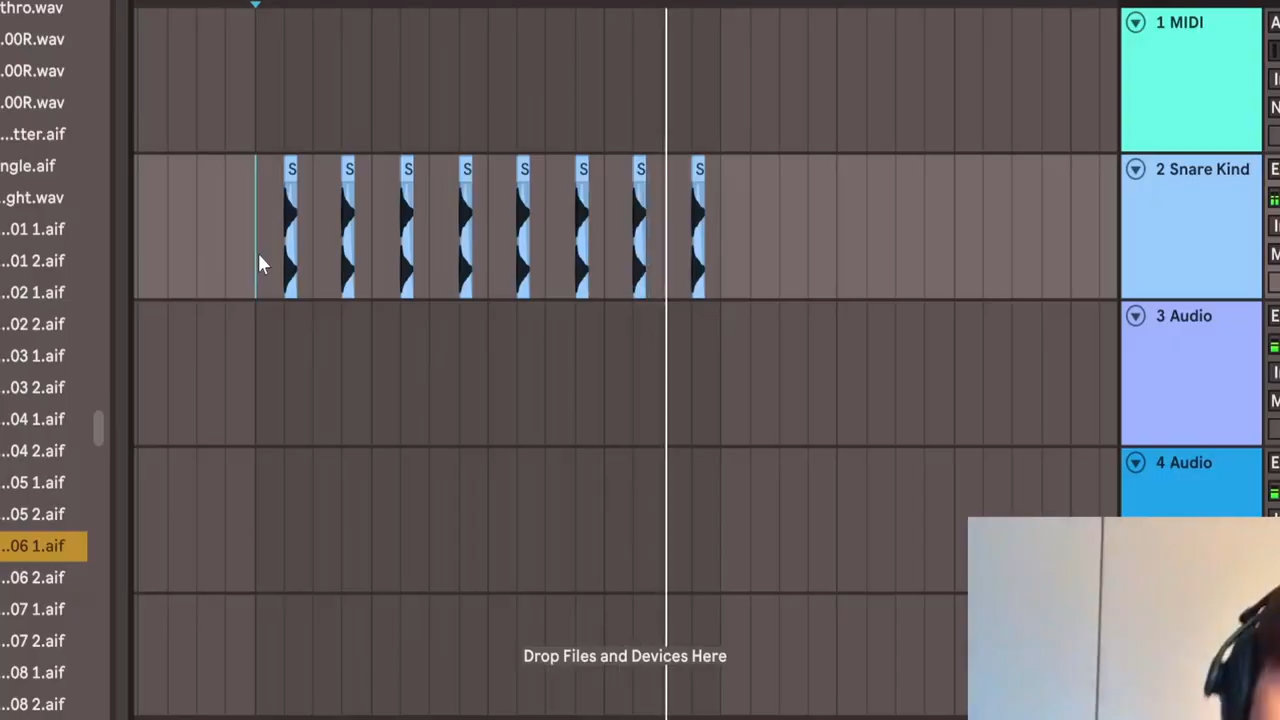 thro.wav
.00R.wav
.00R.wav
.00R.wav
...tter.aif
ngle.aif
.ght.wav
..01 1.aif
..01 2.aif
..02 1.aif
..02 2.aif
..03 1.aif
..03 2.aif
..04 1.aif
..04 2.aif
..05 1.aif
..05 2.aif
..06 1.aif
..06 2.aif
..07 1.aif
..07 2.aif
..08 1.aif
..08 2.aif
S S S S S S S S
Drop Files and Devices Here
1 MIDI
2 Snare Kind
3 Audio
4 Audio